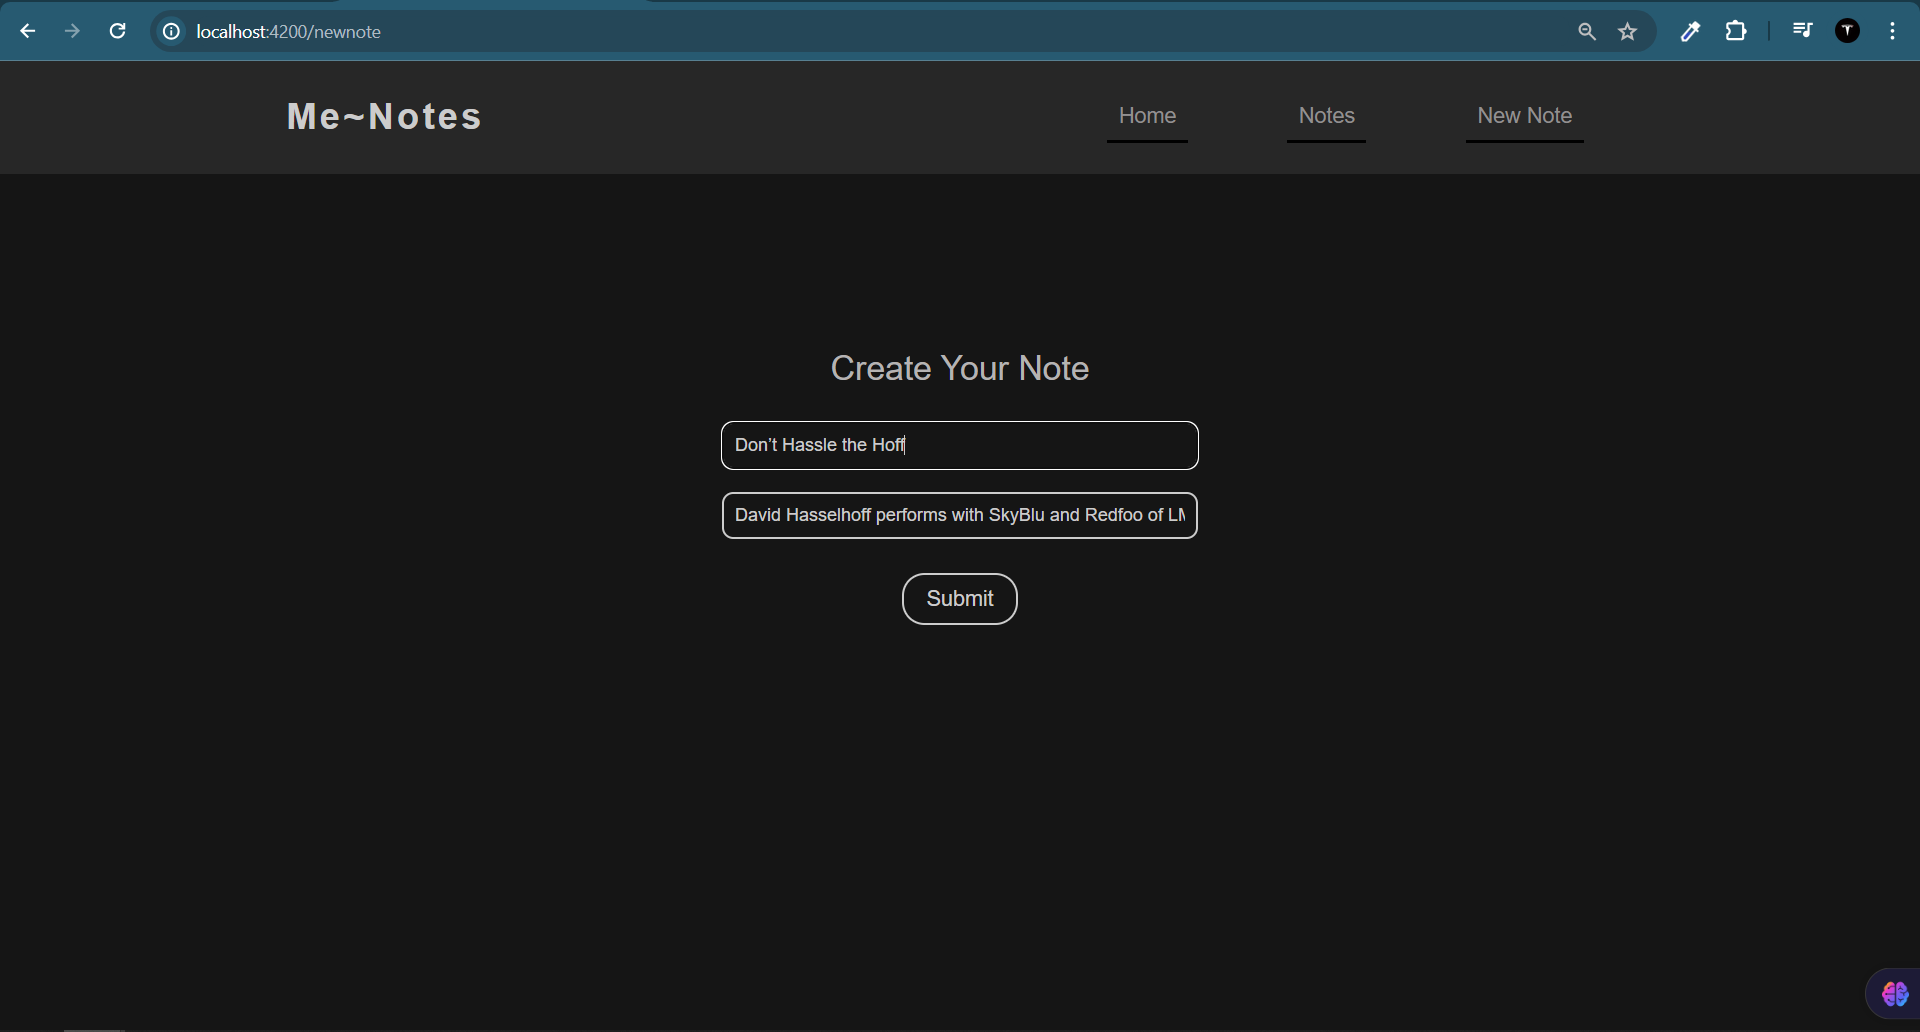 localhost:4200/newnote
Me~Notes
Home
Notes
New Note
Create Your Note
Don't Hassle the Hoff
David Hasselhoff performs with SkyBlu and Redfoo of
Submit